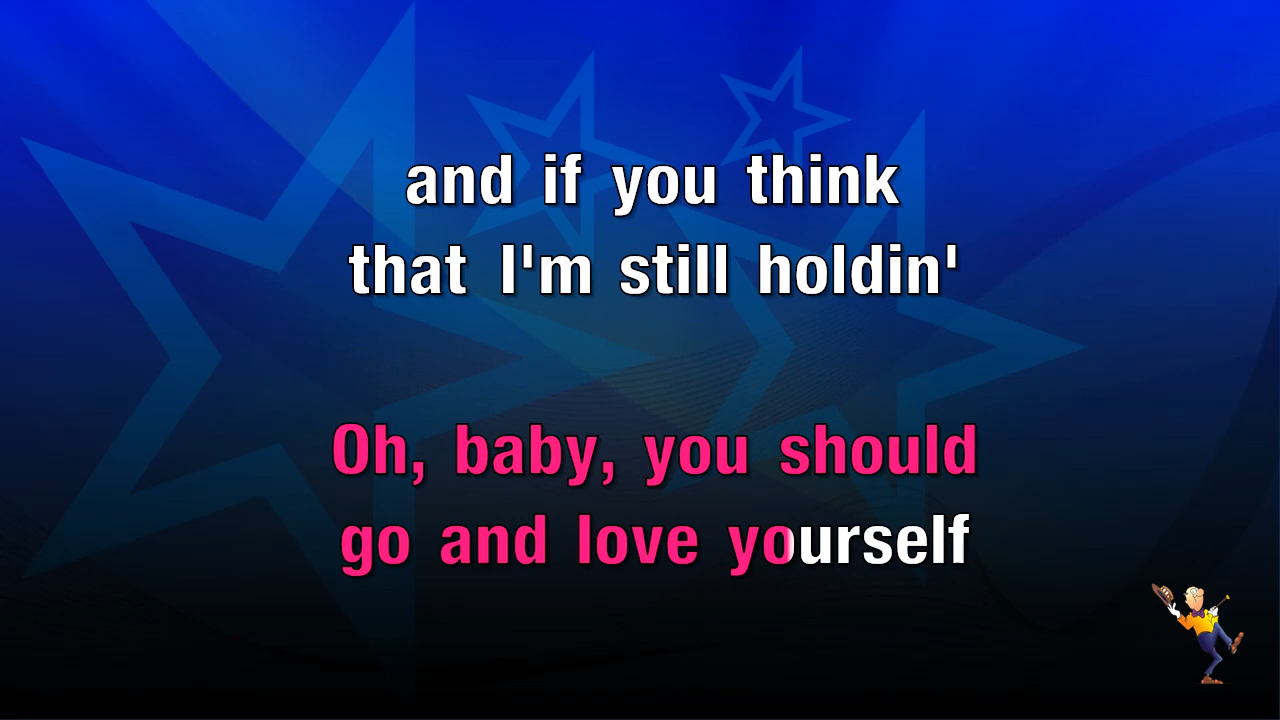 and if you think
that I'm still holdin'
Oh, baby, you should
go and love yourself